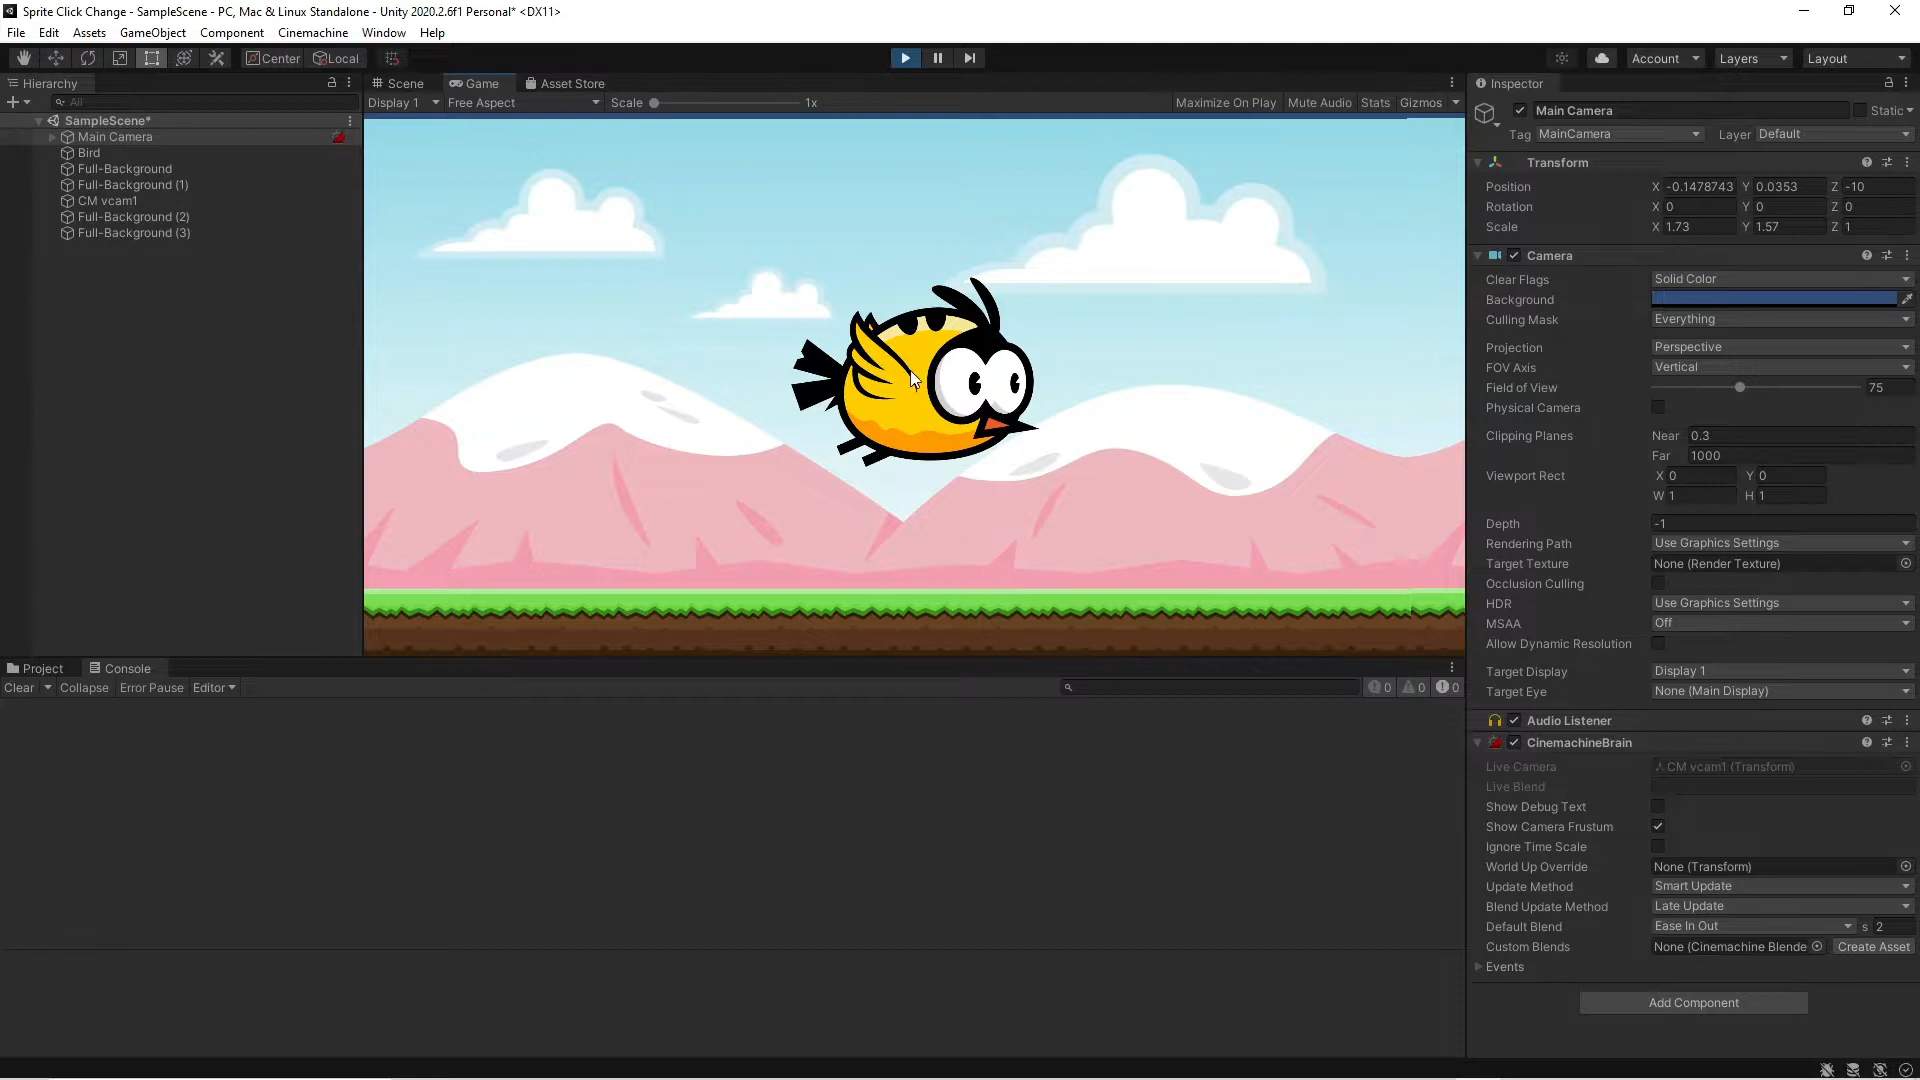 Sprite Click Change - SampleScene - PC, Mac & Linux Standalone - Unity 2020.2.6f1 Personal* <DX11>
File Edit Assets GameObject Component Cinemachine Window Help
Center Local Account Layers Layout
Hierarchy
All
SampleScene*
Main Camera
Bird
Full-Background
Full-Background (1)
CM vcam1
Full-Background (2)
Full-Background (3)
Scene Game Asset Store
Display 1 Free Aspect Scale 1x Maximize On Play Mute Audio Stats Gizmos
Project Console
Clear Collapse Error Pause Editor 0 0 0
Inspector
Main Camera Static
Tag MainCamera Layer Default
Transform
Position X -0.1478743 Y 0.0353 Z -10
Rotation X 0 Y 0 Z 0
Scale X 1.73 Y 1.57 Z 1
Camera
Clear Flags Solid Color
Background
Culling Mask Everything
Projection Perspective
FOV Axis Vertical
Field of View 75
Physical Camera
Clipping Planes Near 0.3
Far 1000
Viewport Rect X 0 Y 0
W 1 H 1
Depth -1
Rendering Path Use Graphics Settings
Target Texture None (Render Texture)
Occlusion Culling
HDR Use Graphics Settings
MSAA Off
Allow Dynamic Resolution
Target Display Display 1
Target Eye None (Main Display)
Audio Listener
CinemachineBrain
Live Camera CM vcam1 (Transform)
Live Blend
Show Debug Text
Show Camera Frustum
Ignore Time Scale
World Up Override None (Transform)
Update Method Smart Update
Blend Update Method Late Update
Default Blend Ease In Out s 2
Custom Blends None (Cinemachine Blende Create Asset
Events
Add Component